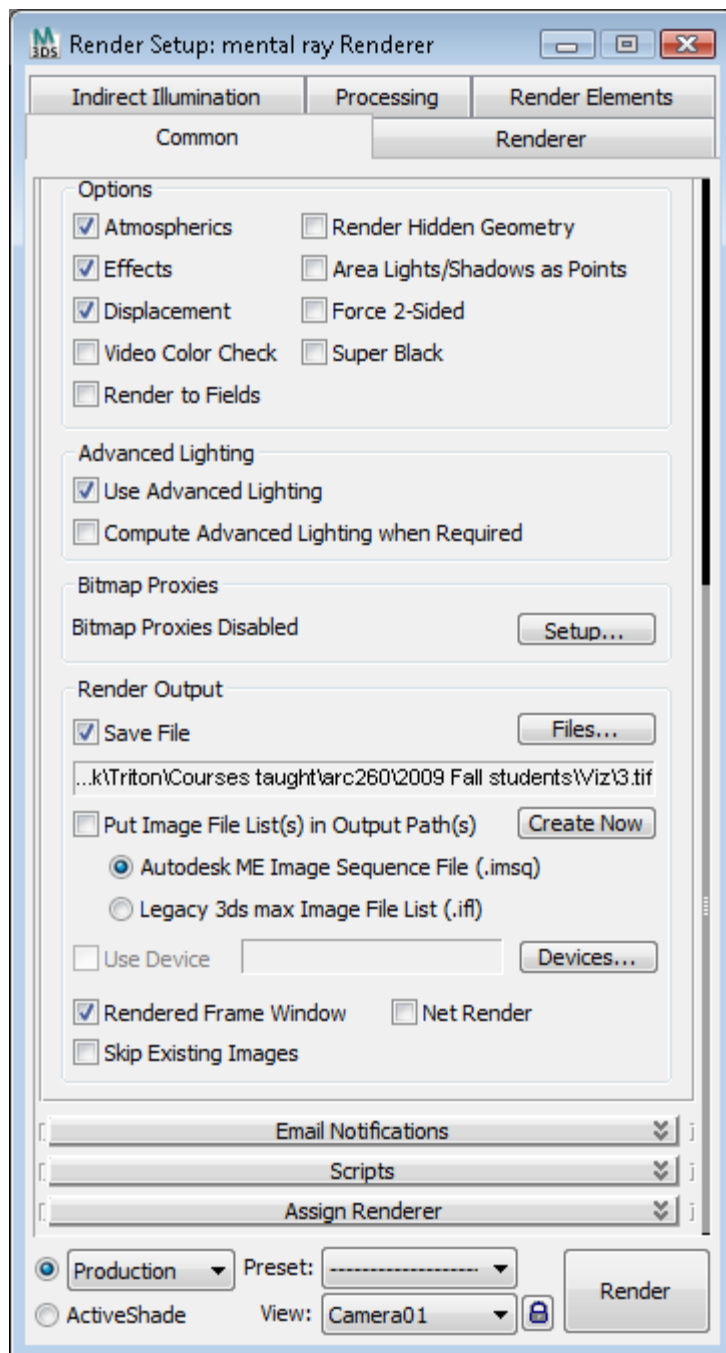 M
3DS
Render Setup: mental ray Renderer
Indirect Illumination Processing Render Elements
Common Renderer
Options
Atmospherics Render Hidden Geometry
Effects Area Lights/Shadows as Points
Displacement Force 2-Sided
Video Color Check Super Black
Render to Fields
Advanced Lighting
Use Advanced Lighting
Compute Advanced Lighting when Required
Bitmap Proxies
Bitmap Proxies Disabled Setup...
Render Output
Save File Files...
...k\Triton\Courses taught\arc260\2009 Fall students\Viz\3.tif
Put Image File List(s) in Output Path(s) Create Now
Autodesk ME Image Sequence File (.imsq)
Legacy 3ds max Image File List (.ifl)
Use Device Devices...
Rendered Frame Window Net Render
Skip Existing Images
Email Notifications
Scripts
Assign Renderer
Production Preset: --------------------
Render
ActiveShade View: Camera01